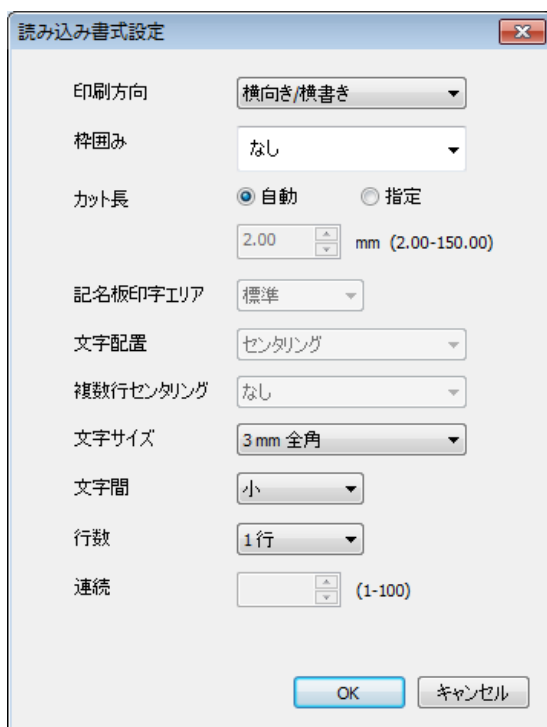 読み込み書式設定
印刷方向 横向き/横書き
枠囲み なし
カット長 自動 指定
2.00 mm (2.00-150.00)
記名板印字エリア 標準
文字配置 センタリング
複数行センタリング なし
文字サイズ 3 mm 全角
文字間 小
行数 1 行
連続 (1-100)
OK キャンセル